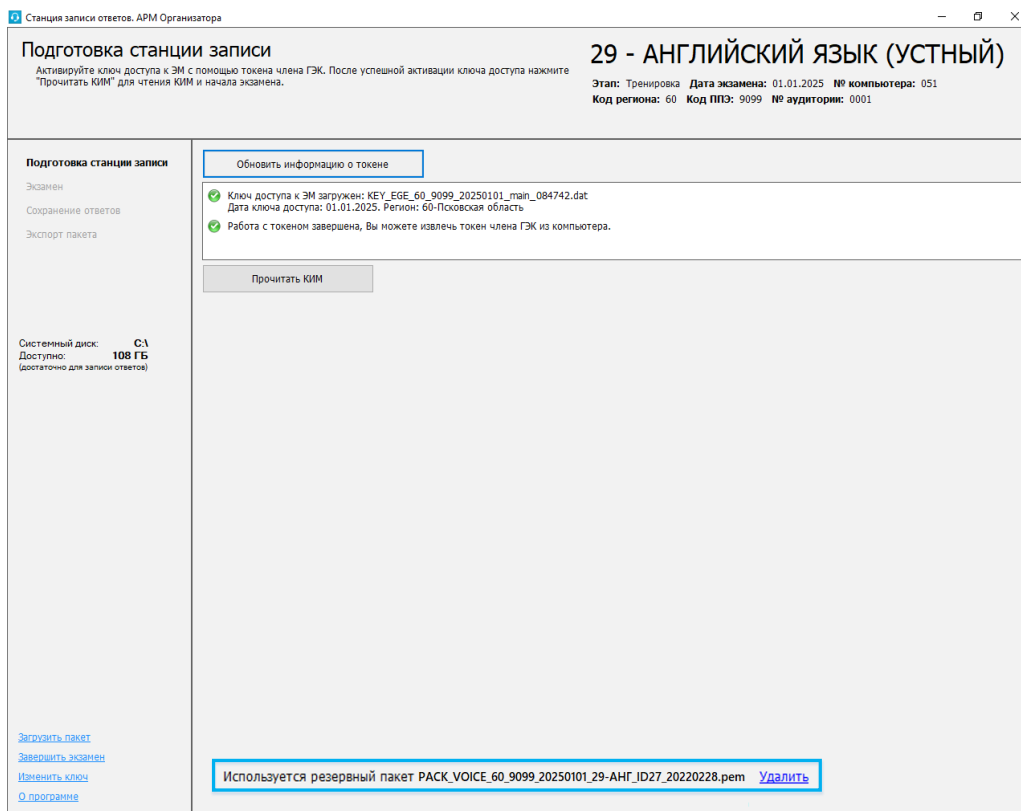 Станция записи ответов. АРМ Организатора
Подготовка станции записи
Активируйте ключ доступа к ЭМ с помощью токена члена ГЭК. После успешной активации ключа доступа нажмите
"Прочитать КИМ" для чтения КИМ и начала экзамена.
29 - АНГЛИЙСКИЙ ЯЗЫК (УСТНЫЙ)
Этап: Тренировка Дата экзамена: 01.01.2025 № компьютера: 051
Код региона: 60 Код ППЭ: 9099 № аудитории: 0001
Подготовка станции записи
Экзамен
Сохранение ответов
Экспорт пакета
Системный диск: C:\
Доступно: 108 ГБ
(достаточно для записи ответов)
Загрузить пакет
Завершить экзамен
Изменить ключ
О программе
Обновить информацию о токене
Ключ доступа к ЭМ загружен: KEY_EGE_60_9099_20250101_main_084742.dat
Дата ключа доступа: 01.01.2025. Регион: 60-Псковская область
Работа с токеном завершена, Вы можете извлечь токен члена ГЭК из компьютера.
Прочитать КИМ
Используется резервный пакет PACK_VOICE_60_9099_20250101_29-АНГ_ID27_20220228.pem Удалить